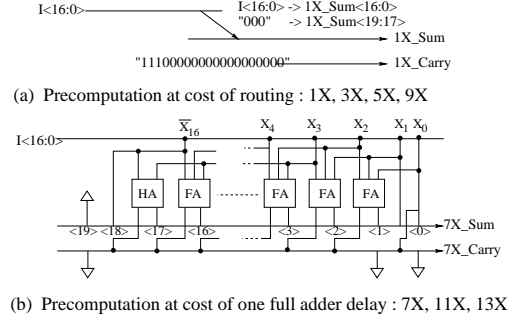 I<16:0>
I<16:0> -> 1X_Sum<16:0>
"000" -> 1X_Sum<19:17>
1X_Sum
"11100000000000000000"
1X_Carry
(a) Precomputation at cost of routing : 1X, 3X, 5X, 9X
X̅16 X4 X3 X2 X1 X0
I<16:0>
HA FA FA FA FA
<19> <18> <17> <16> <3> <2> <1> <0> 7X_Sum
7X_Carry
(b) Precomputation at cost of one full adder delay : 7X, 11X, 13X